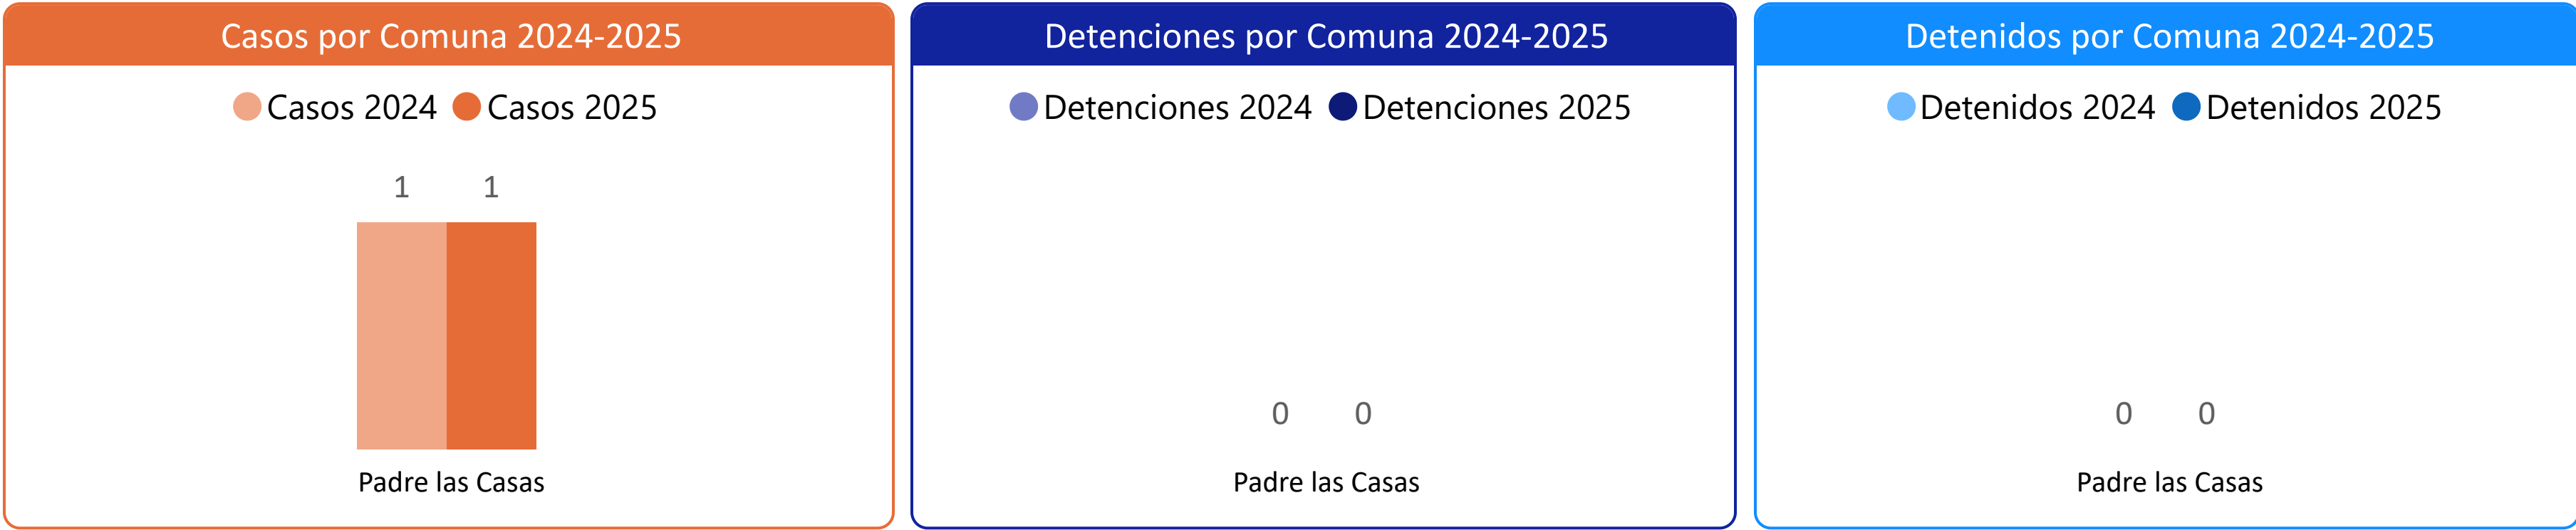 Casos por Comuna 2024-2025
Casos 2024 Casos 2025
1 1
Padre las Casas
Detenciones por Comuna 2024-2025
Detenciones 2024 Detenciones 2025
0 0
Padre las Casas
Detenidos por Comuna 2024-2025
Detenidos 2024 Detenidos 2025
0 0
Padre las Casas